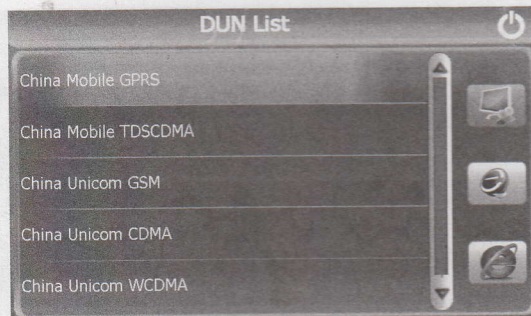 DUN List
China Mobile GPRS
China Mobile TDSCDMA
China Unicom GSM
China Unicom CDMA
China Unicom WCDMA